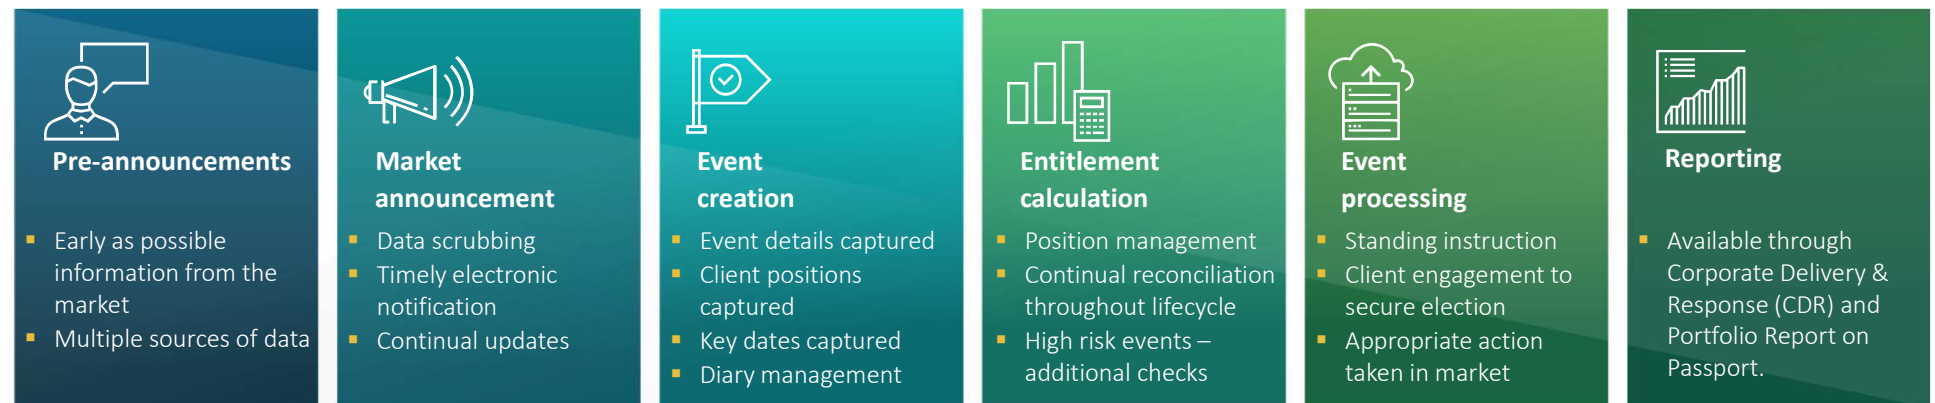 Pre-announcements
Early as possible
information from the
market
Multiple sources of data
Market
announcement
Data scrubbing
Timely electronic
notification
Continual updates
Event
creation
Event details captured
Client positions
captured
Key dates captured
Diary management
Entitlement
calculation
Position management
Continual reconciliation
throughout lifecycle
High risk events –
additional checks
Event
processing
Standing instruction
Client engagement to
secure election
Appropriate action
taken in market
Reporting
Available through
Corporate Delivery &
Response (CDR) and
Portfolio Report on
Passport.